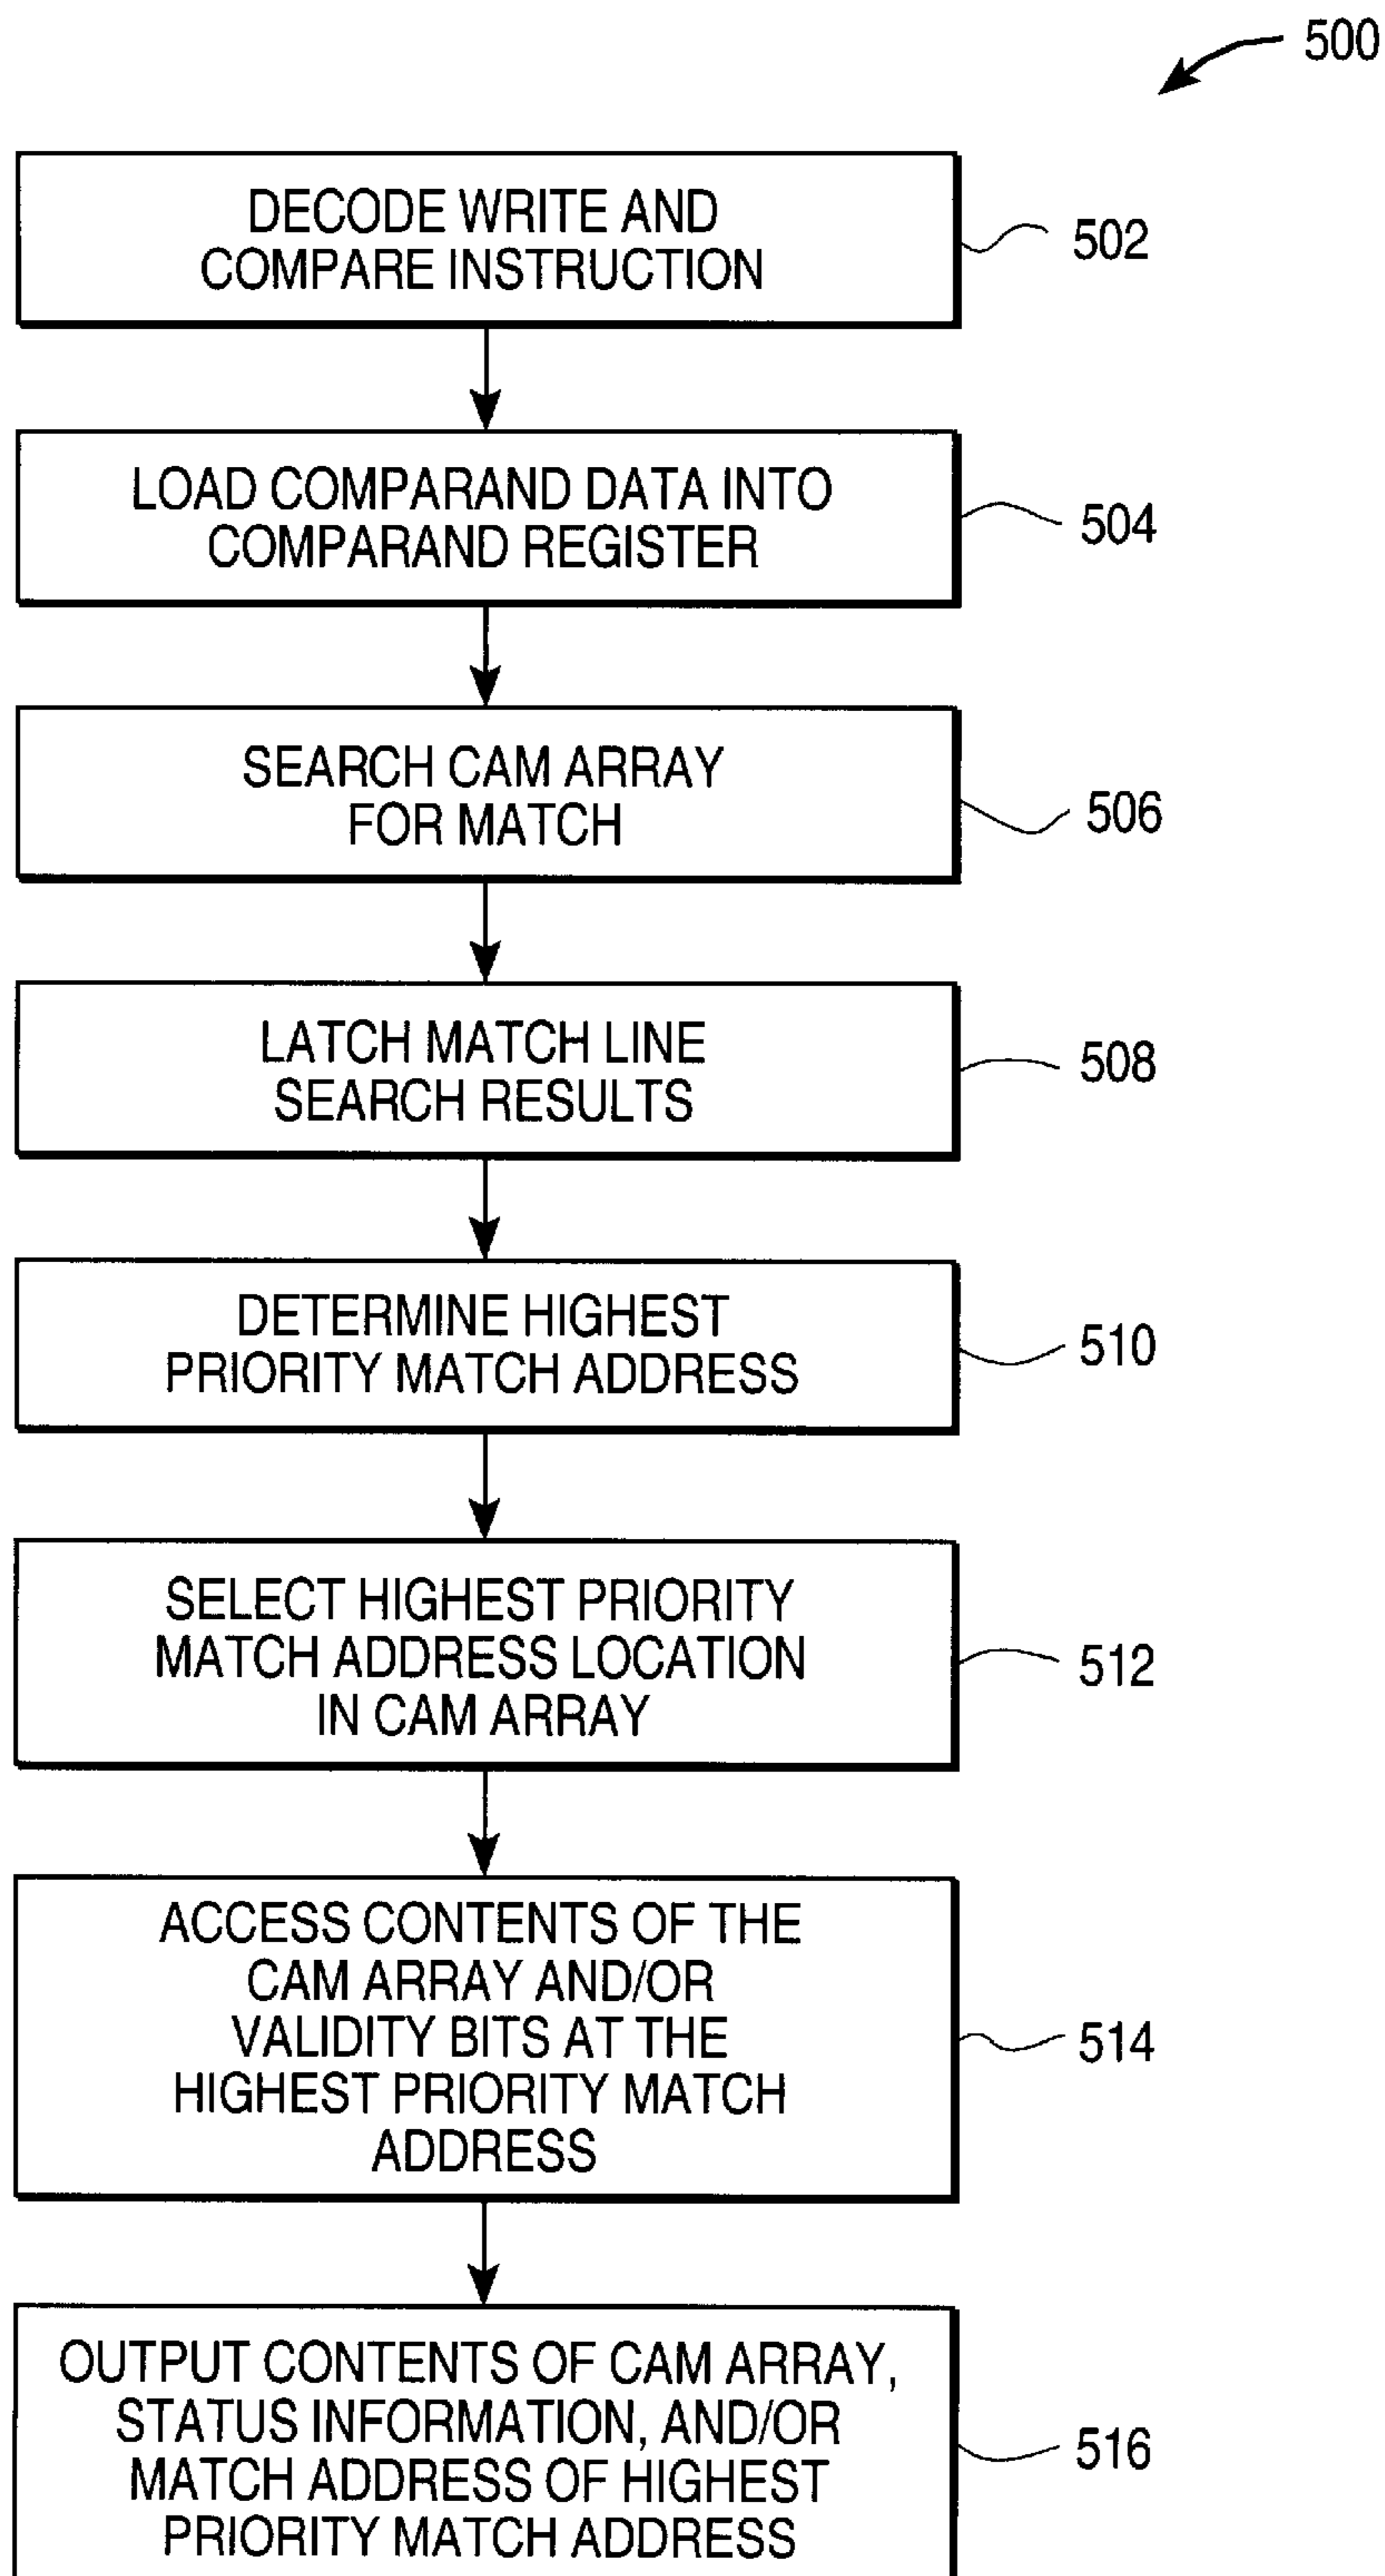 500
DECODE WRITE AND
COMPARE INSTRUCTION
502
LOAD COMPARAND DATA INTO
COMPARAND REGISTER
504
SEARCH CAM ARRAY
FOR MATCH
506
LATCH MATCH LINE
SEARCH RESULTS
508
DETERMINE HIGHEST
PRIORITY MATCH ADDRESS
510
SELECT HIGHEST PRIORITY
MATCH ADDRESS LOCATION
IN CAM ARRAY
512
ACCESS CONTENTS OF THE
CAM ARRAY AND/OR
VALIDITY BITS AT THE
HIGHEST PRIORITY MATCH
ADDRESS
514
OUTPUT CONTENTS OF CAM ARRAY,
STATUS INFORMATION, AND/OR
MATCH ADDRESS OF HIGHEST
PRIORITY MATCH ADDRESS
516